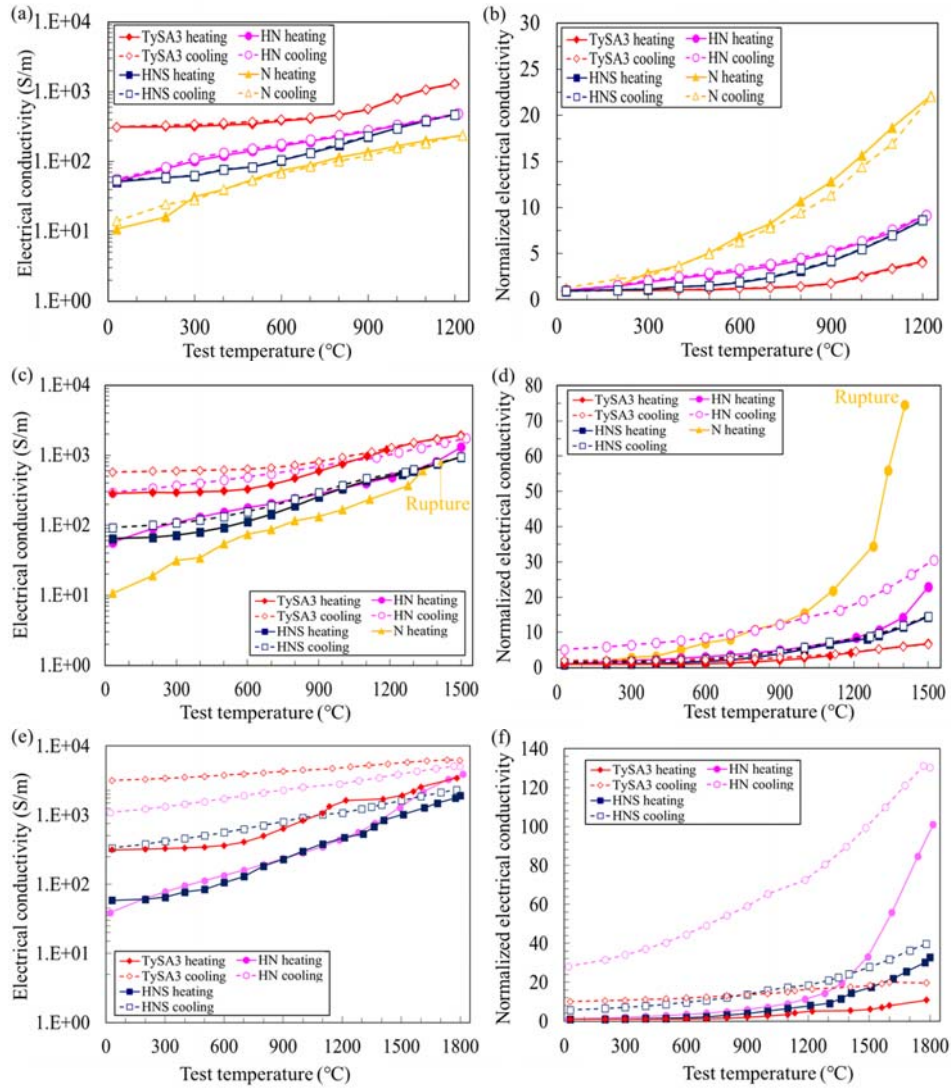 (a)
1.E+04
1.E+03
1.E+02
1.E+01
1.E+00
Electrical conductivity (S/m)
TySA3 heating
HN heating
TySA3 cooling
HN cooling
HNS heating
N heating
HNS cooling
N cooling
0 300 600 900 1200
Test temperature (℃)
(b)
30
25
20
15
10
5
0
Normalized electrical conductivity
TySA3 heating
HN heating
TySA3 cooling
HN cooling
HNS heating
N heating
HNS cooling
N cooling
0 300 600 900 1200
Test temperature (℃)
(c)
1.E+04
1.E+03
1.E+02
1.E+01
1.E+00
Electrical conductivity (S/m)
Rupture
TySA3 heating
HN heating
TySA3 cooling
HN cooling
HNS heating
N heating
HNS cooling
0 300 600 900 1200 1500
Test temperature (℃)
(d)
80
70
60
50
40
30
20
10
0
Normalized electrical conductivity
Rupture
TySA3 heating
HN heating
TySA3 cooling
HN cooling
HNS heating
N heating
HNS cooling
0 300 600 900 1200 1500
Test temperature (℃)
(e)
1.E+04
1.E+03
1.E+02
1.E+01
1.E+00
Electrical conductivity (S/m)
TySA3 heating
HN heating
TySA3 cooling
HN cooling
HNS heating
HNS cooling
0 300 600 900 1200 1500 1800
Test temperature (℃)
(f)
140
120
100
80
60
40
20
0
Normalized electrical conductivity
TySA3 heating
HN heating
TySA3 cooling
HN cooling
HNS heating
HNS cooling
0 300 600 900 1200 1500 1800
Test temperature (℃)